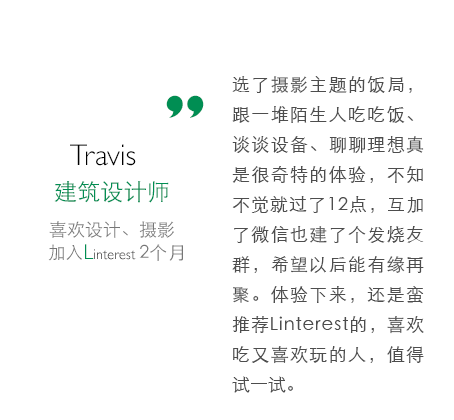 ”
Travis
建筑设计师
喜欢设计、摄影
加入Linterest 2个月
选了摄影主题的饭局，
跟一堆陌生人吃吃饭、
谈谈设备、聊聊理想真
是很奇特的体验，不知
不觉就过了12点，互加
了微信也建了个发烧友
群，希望以后能有缘再
聚。体验下来，还是蛮
推荐Linterest的，喜欢
吃又喜欢玩的人，值得
试一试。